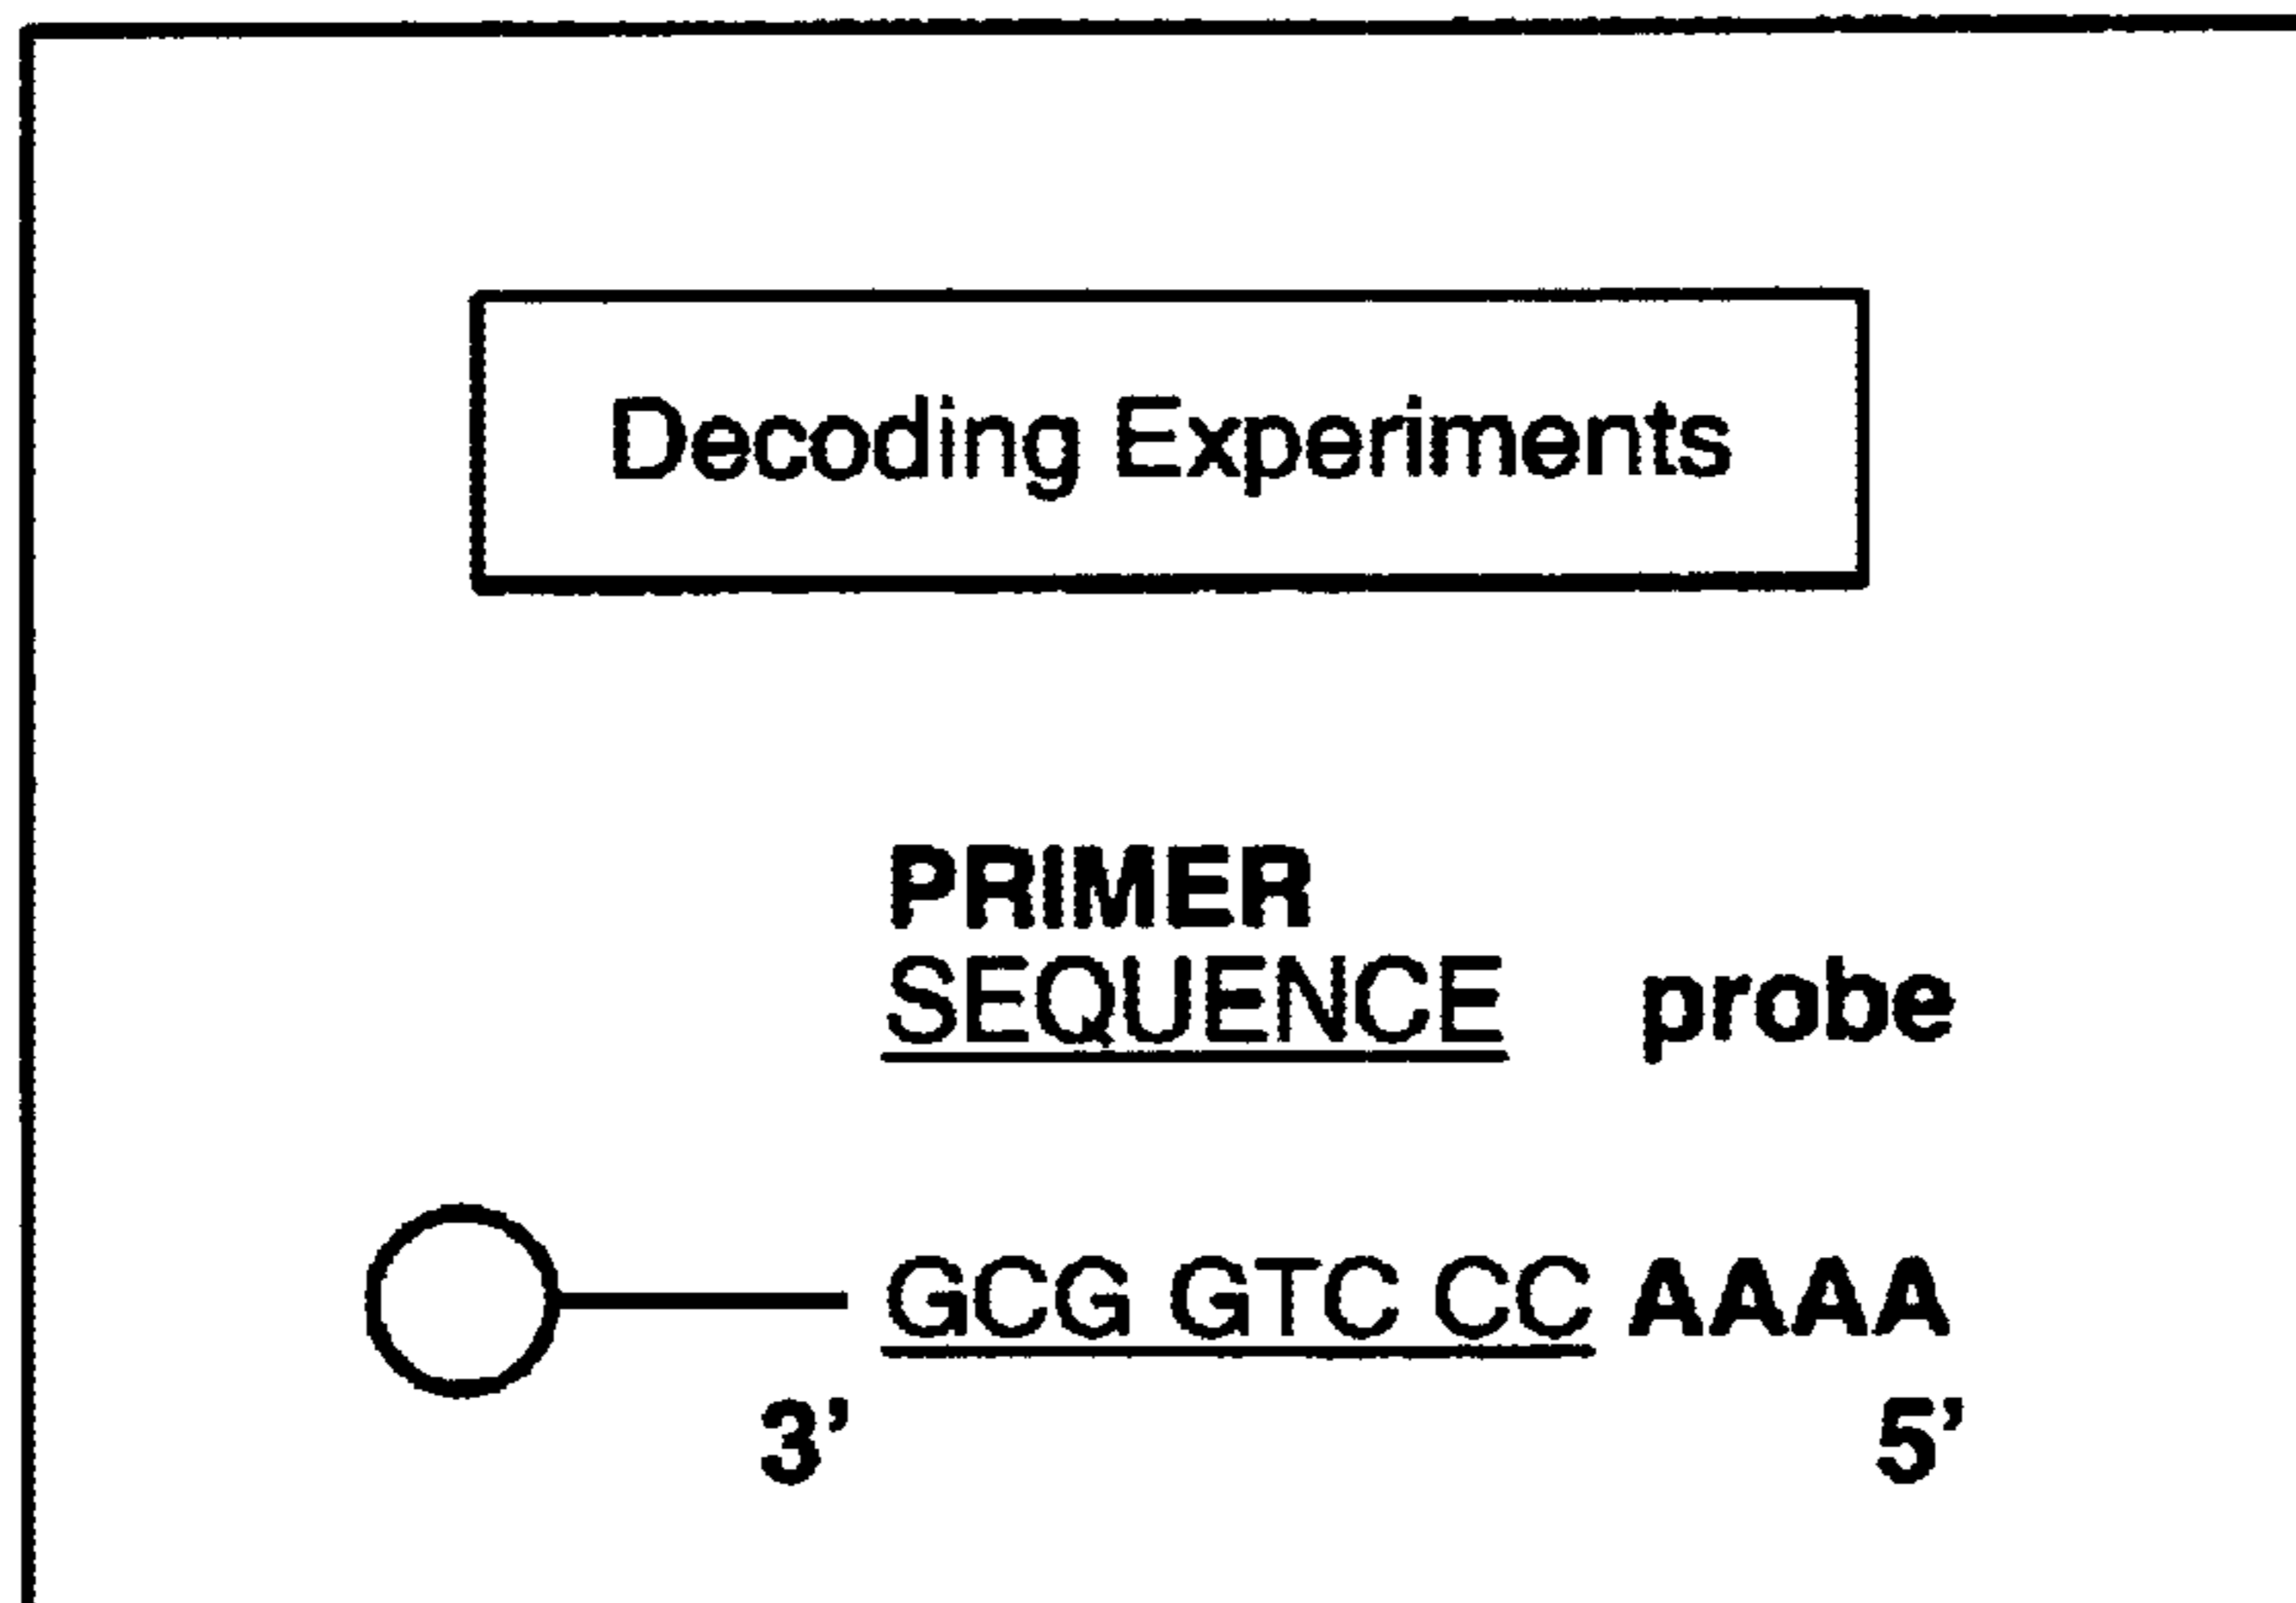 Decoding Experiments
PRIMER
SEQUENCE probe
GCG GTC CC AAAA
3' 5'